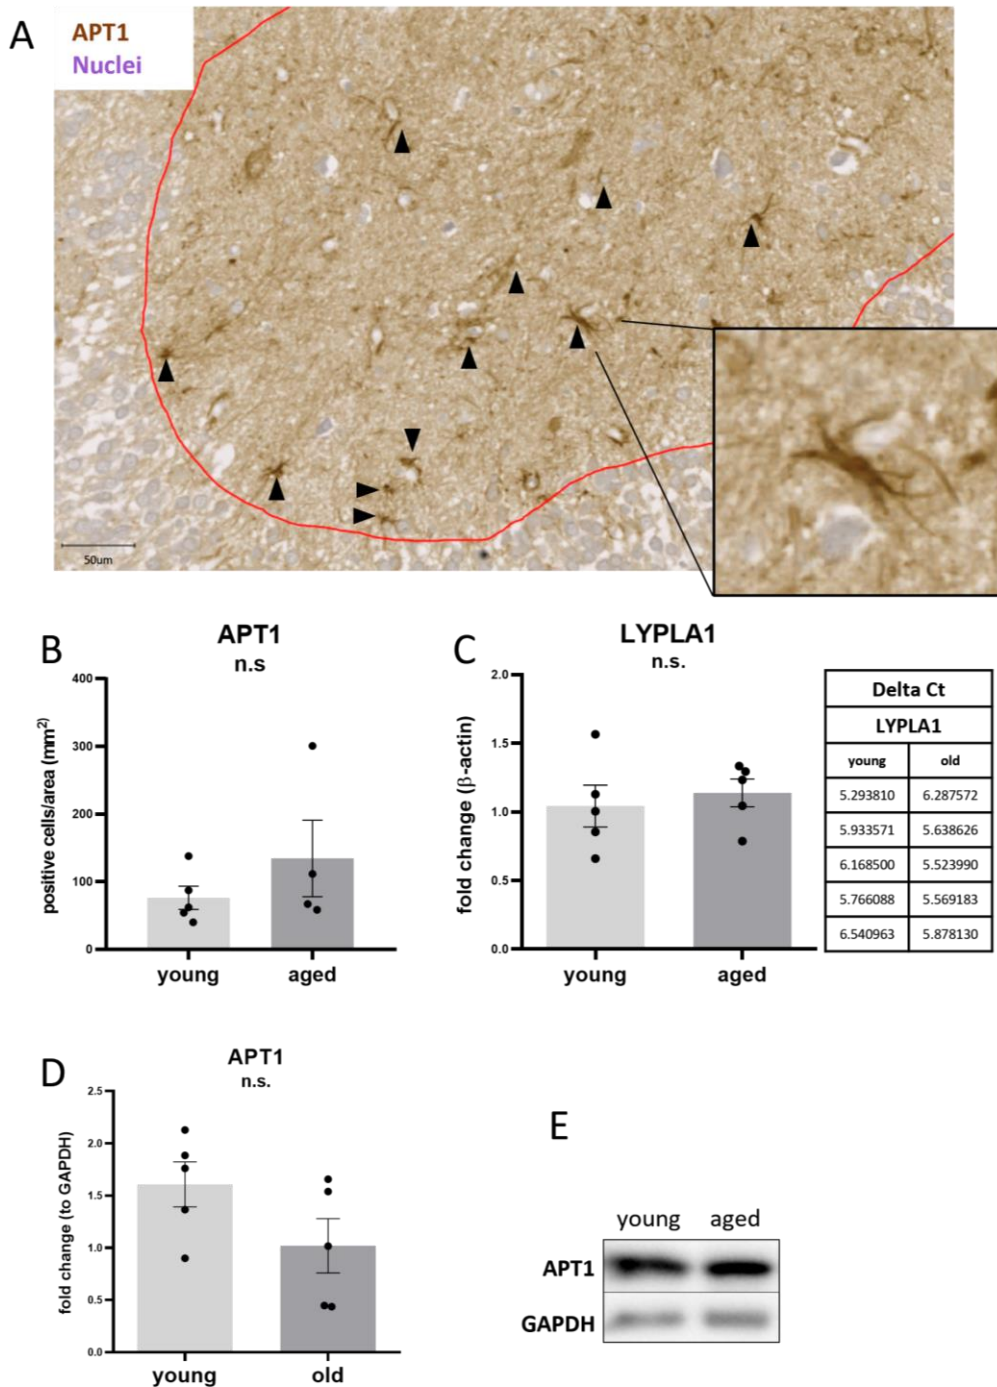 A
APT1
Nuclei
50um
B
APT1
n.s
positive cells/area (mm²)
400
300
200
100
0
young aged
C
LYPLA1
n.s.
fold change (β-actin)
2.0
1.5
1.0
0.5
0.0
young aged
Delta Ct
LYPLA1
young old
5.293810 6.287572
5.933571 5.638626
6.168500 5.523990
5.766088 5.569183
6.540963 5.878130
D
APT1
n.s.
fold change (to GAPDH)
2.5
2.0
1.5
1.0
0.5
0.0
young old
E
young aged
APT1
GAPDH